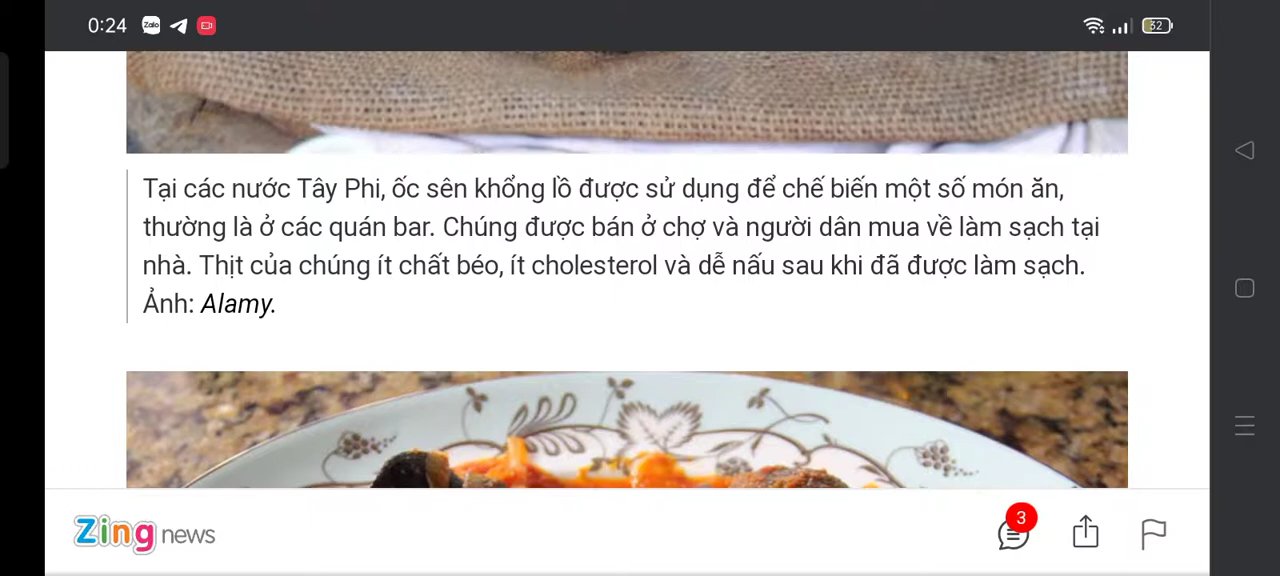 0:24 Zalo 32
Tại các nước Tây Phi, ốc sên khổng lồ được sử dụng để chế biến một số món ăn,
thường là ở các quán bar. Chúng được bán ở chợ và người dân mua về làm sạch tại
nhà. Thịt của chúng ít chất béo, ít cholesterol và dễ nấu sau khi đã được làm sạch.
Ảnh: Alamy.
Zing news 3